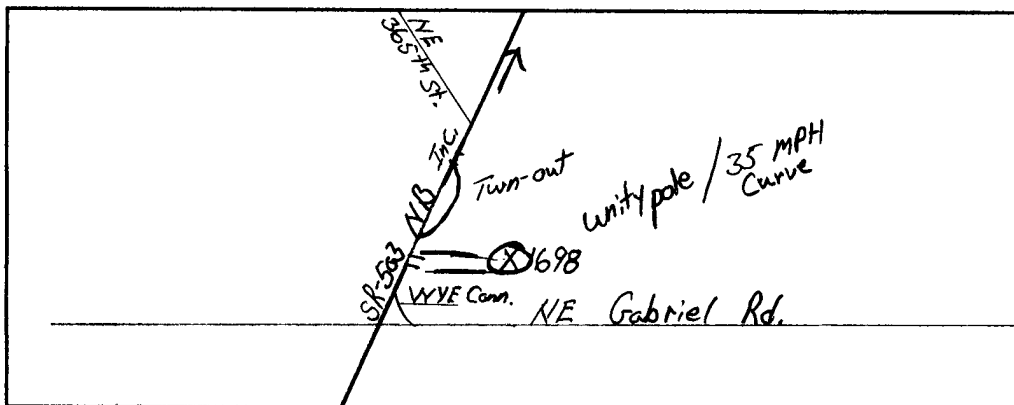 NE
365th St.
InC.
Turn-out
unity pole / 35 MPH
Curve
NB
SR-503
X 1698
WYE Conn.
NE Gabriel Rd.